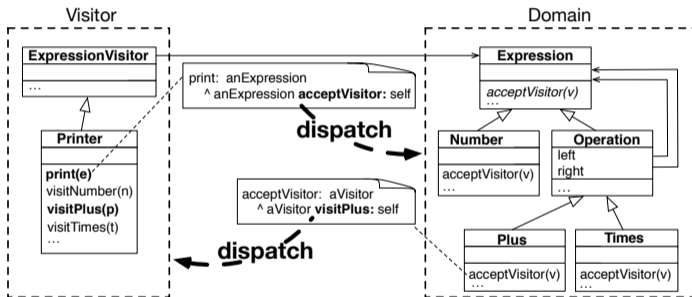 Visitor
ExpressionVisitor
...
Printer
print(e)
visitNumber(n)
visitPlus(p)
visitTimes(t)
...
print: anExpression
^ anExpression acceptVisitor: self
dispatch
acceptVisitor: aVisitor
^ aVisitor visitPlus: self
dispatch
Domain
Expression
acceptVisitor(v)
...
Number
acceptVisitor(v)
...
Operation
left
right
...
Plus
acceptVisitor(v)
...
Times
acceptVisitor(v)
...